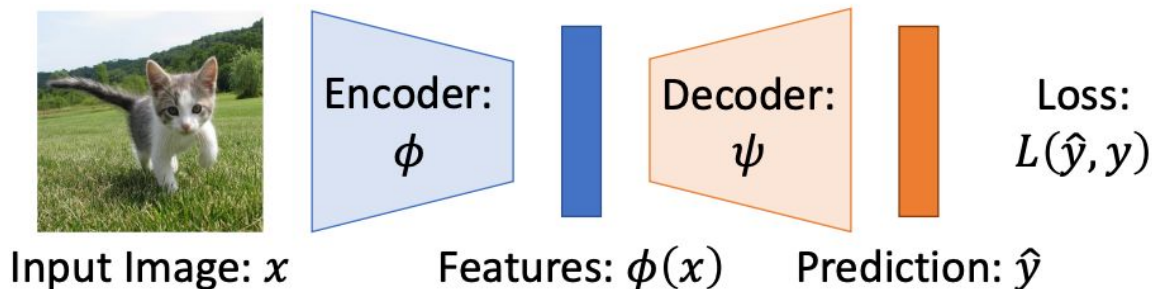 Encoder:
ϕ
Decoder:
ψ
Loss:
L(ŷ, y)
Input Image: x
Features: ϕ(x)
Prediction: ŷ